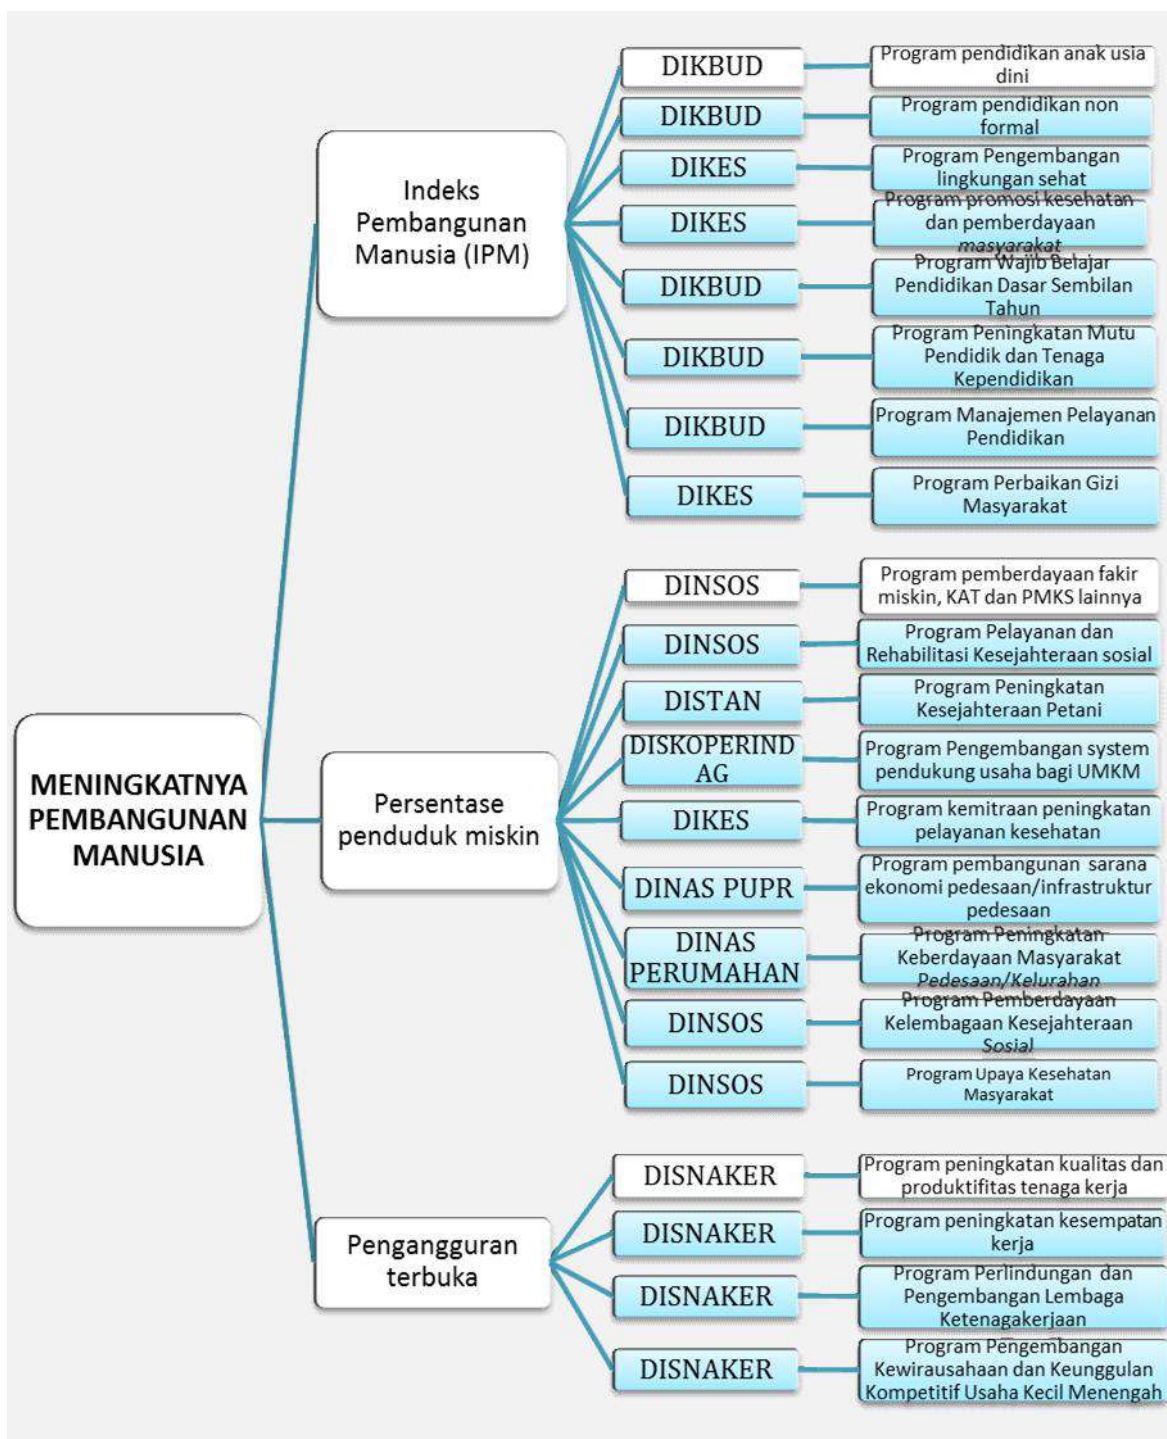 MENINGKATNYA
PEMBANGUNAN
MANUSIA
Indeks
Pembangunan
Manusia (IPM)
DIKBUD
Program pendidikan anak usia
dini
DIKBUD
Program pendidikan non
formal
DIKES
Program Pengembangan
lingkungan sehat
DIKES
Program promosi kesehatan
dan pemberdayaan
masyarakat
DIKBUD
Program Wajib Belajar
Pendidikan Dasar Sembilan
Tahun
DIKBUD
Program Peningkatan Mutu
Pendidik dan Tenaga
Kependidikan
DIKBUD
Program Manajemen Pelayanan
Pendidikan
DIKES
Program Perbaikan Gizi
Masyarakat
Persentase
penduduk miskin
DINSOS
Program pemberdayaan fakir
miskin, KAT dan PMKS lainnya
DINSOS
Program Pelayanan dan
Rehabilitasi Kesejahteraan sosial
DISTAN
Program Peningkatan
Kesejahteraan Petani
DISKOPERIND
AG
Program Pengembangan system
pendukung usaha bagi UMKM
DIKES
Program kemitraan peningkatan
pelayanan kesehatan
DINAS PUPR
Program pembangunan sarana
ekonomi pedesaan/infrastruktur
pedesaan
DINAS
PERUMAHAN
Program Peningkatan
Keberdayaan Masyarakat
Pedesaan/Kelurahan
DINSOS
Program Pemberdayaan
Kelembagaan Kesejahteraan
Sosial
DINSOS
Program Upaya Kesehatan
Masyarakat
Pengangguran
terbuka
DISNAKER
Program peningkatan kualitas dan
produktifitas tenaga kerja
DISNAKER
Program peningkatan kesempatan
kerja
DISNAKER
Program Perlindungan dan
Pengembangan Lembaga
Ketenagakerjaan
DISNAKER
Program Pengembangan
Kewirausahaan dan Keunggulan
Kompetitif Usaha Kecil Menengah